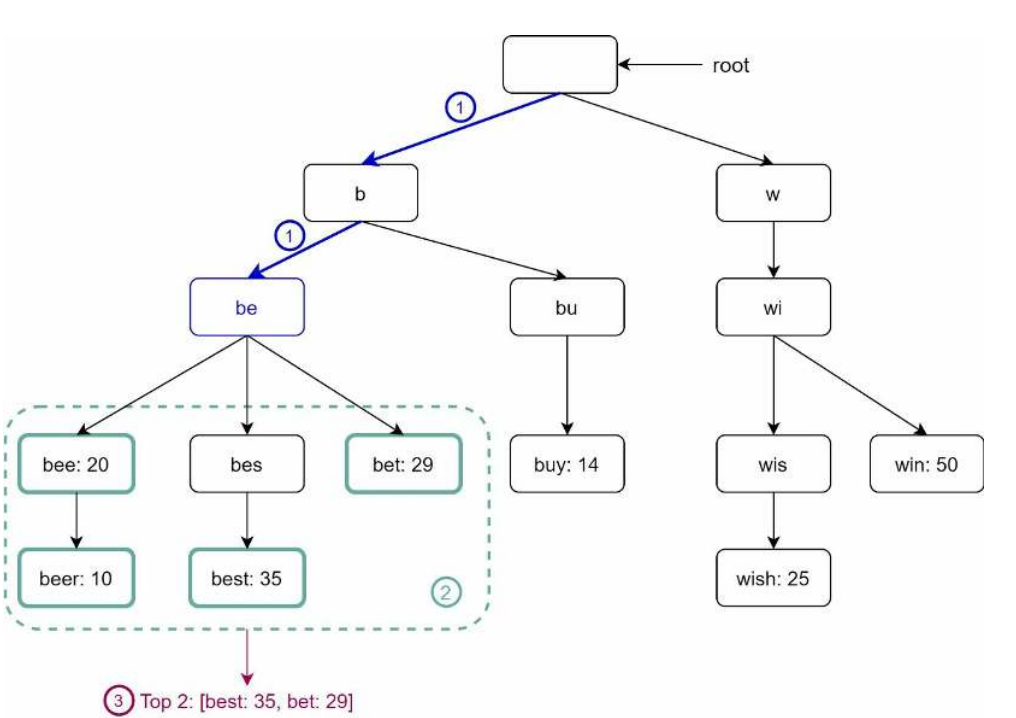 root
1
b
w
1
be
bu
wi
bee: 20
bes
bet: 29
buy: 14
wis
win: 50
beer: 10
best: 35
2
wish: 25
3 Top 2: [best: 35, bet: 29]